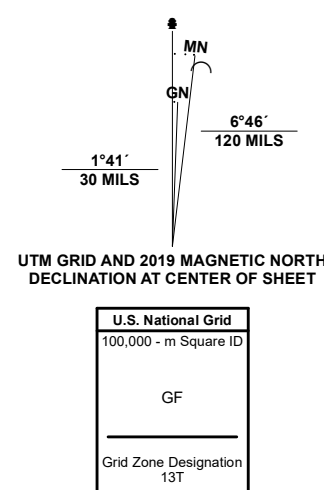 MN
GN
6°46´
120 MILS
1°41´
30 MILS
UTM GRID AND 2019 MAGNETIC NORTH
DECLINATION AT CENTER OF SHEET
U.S. National Grid
100,000 - m Square ID
GF
Grid Zone Designation
13T